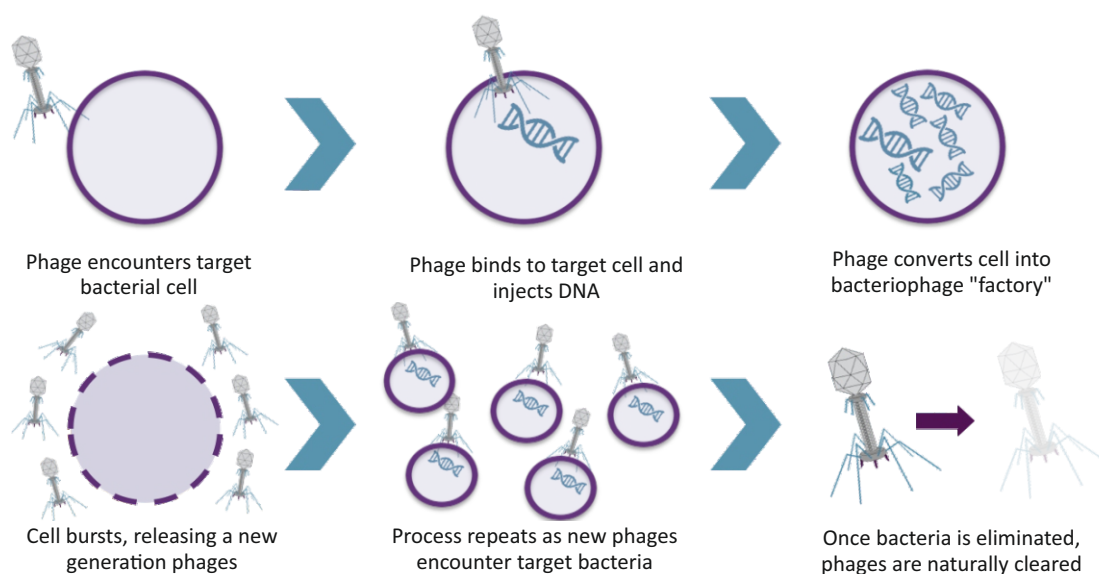 Phage encounters target
bacterial cell
Phage binds to target cell and
injects DNA
Phage converts cell into
bacteriophage "factory"
Cell bursts, releasing a new
generation phages
Process repeats as new phages
encounter target bacteria
Once bacteria is eliminated,
phages are naturally cleared